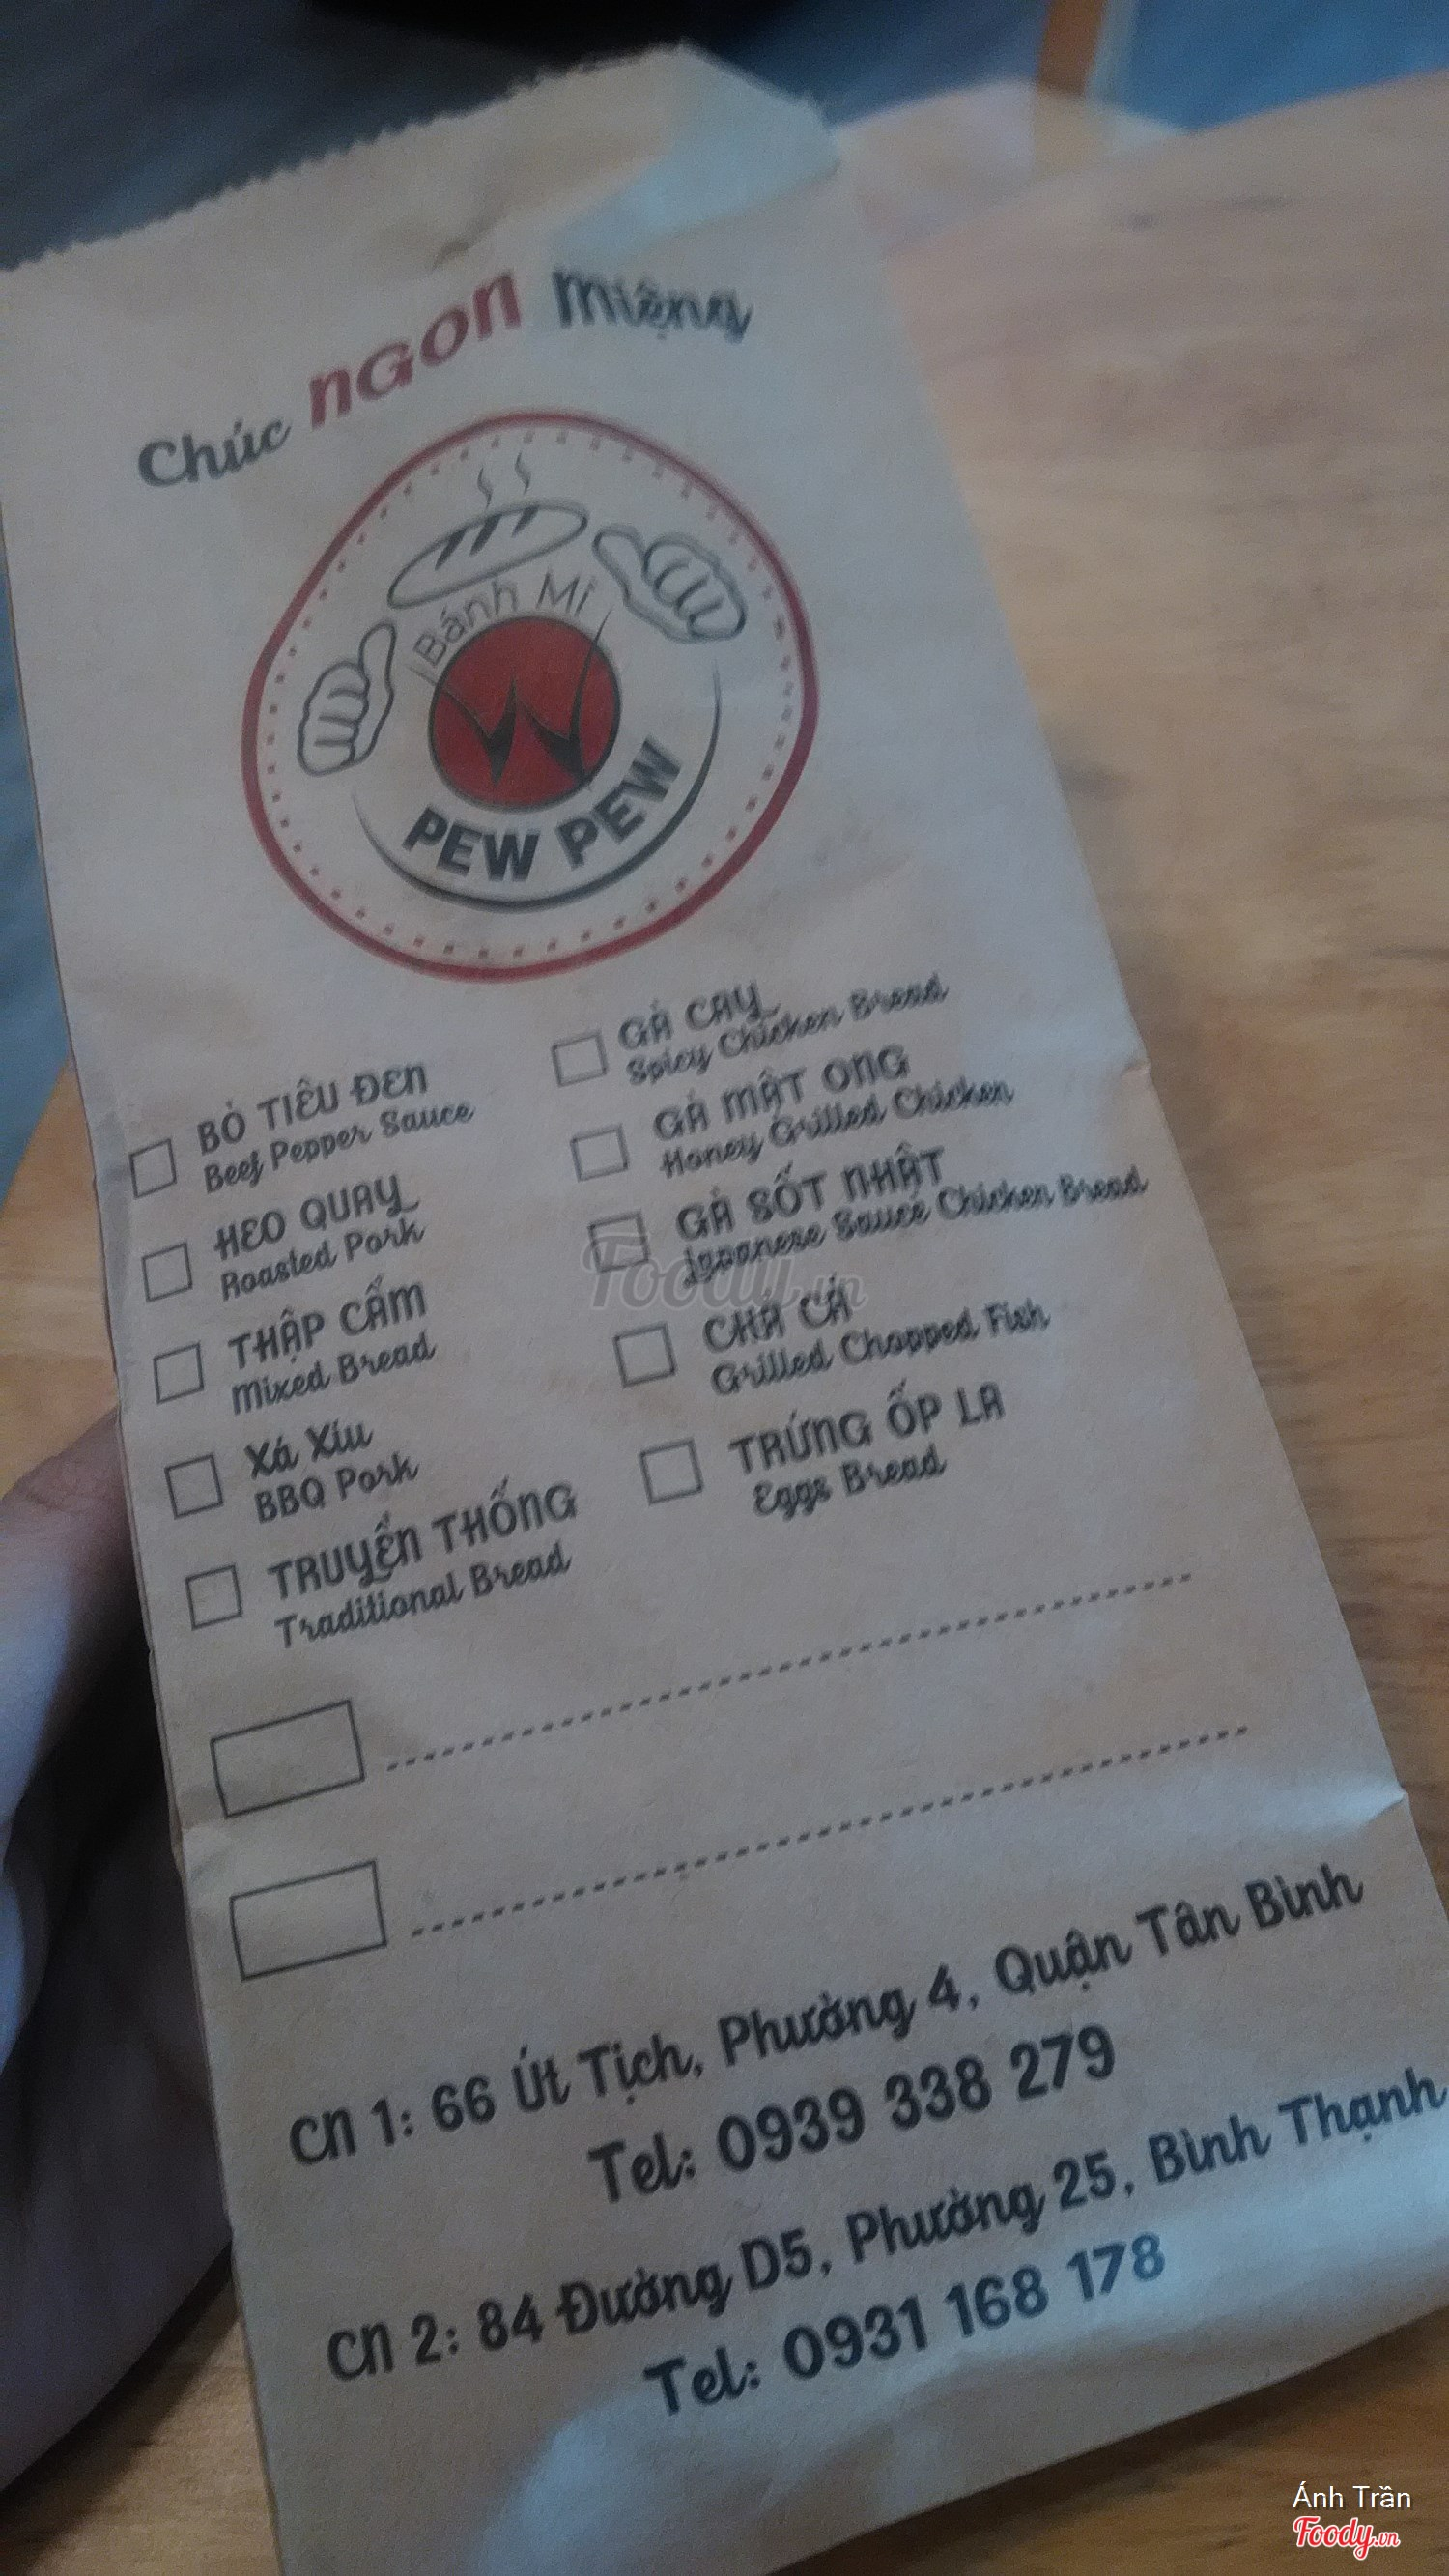 Chúc NGON miệng
Bánh Mì
PEW PEW
BÒ TIÊU ĐEN
Beef Pepper Sauce
HEO QUAY
Roasted Pork
THẬP CẨM
Mixed Bread
Xá Xíu
BBQ Pork
TRUYỀN THỐNG
Traditional Bread
GÀ CAY
Spicy Chicken Bread
GÀ MẬT ONG
Honey Grilled Chicken
GÀ SỐT NHẬT
Japanese Sauce Chicken Bread
CHẢ CÁ
Grilled Chopped Fish
TRỨNG ỐP LA
Eggs Bread
CN 1: 66 Út Tịch, Phường 4, Quận Tân Bình
Tel: 0939 338 279
CN 2: 84 Đường D5, Phường 25, Bình Thạnh
Tel: 0931 168 178
Foody.vn
Ánh Trần
Foody.vn